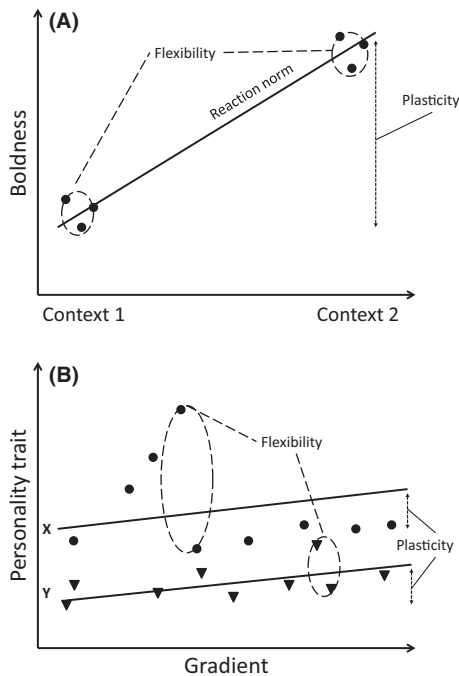 (A)
Flexibility
Reaction norm
Plasticity
Boldness
Context 1
Context 2
(B)
Flexibility
Personality trait
X
Plasticity
Y
Gradient